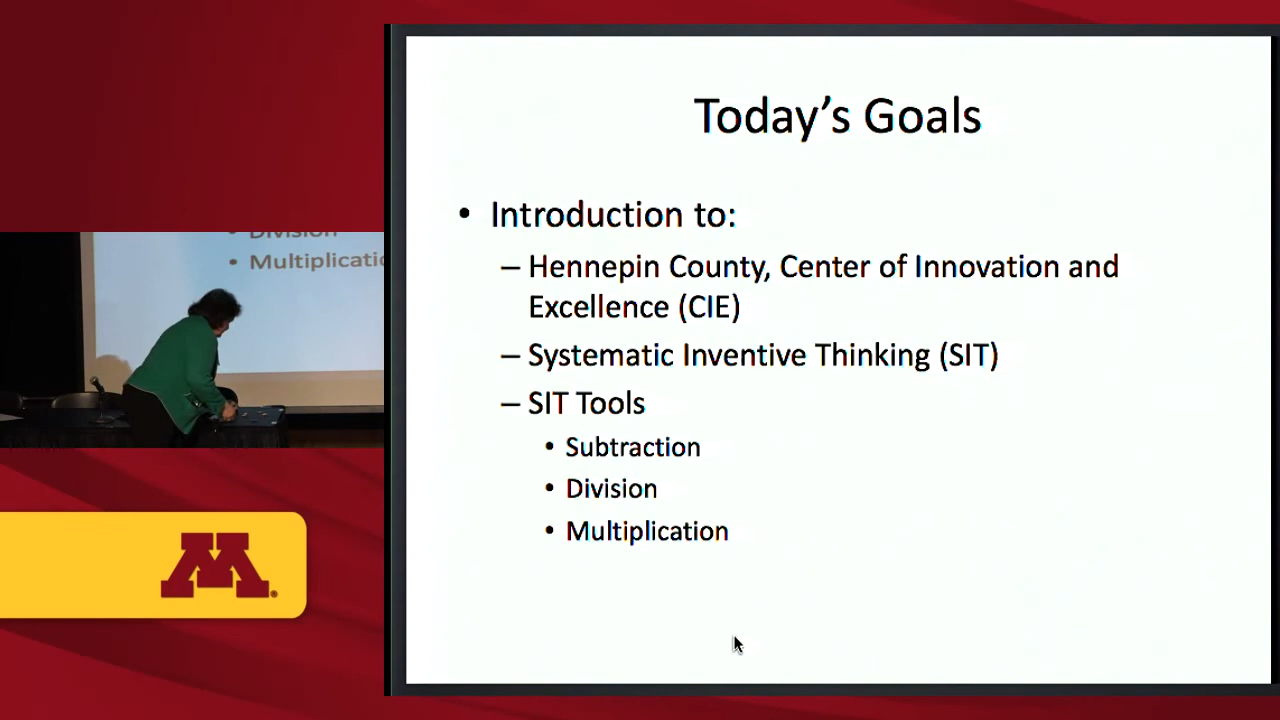 Today's Goals
• Introduction to:
– Hennepin County, Center of Innovation and
Excellence (CIE)
– Systematic Inventive Thinking (SIT)
– SIT Tools
• Subtraction
• Division
• Multiplication
• Division
• Multiplicatio
M